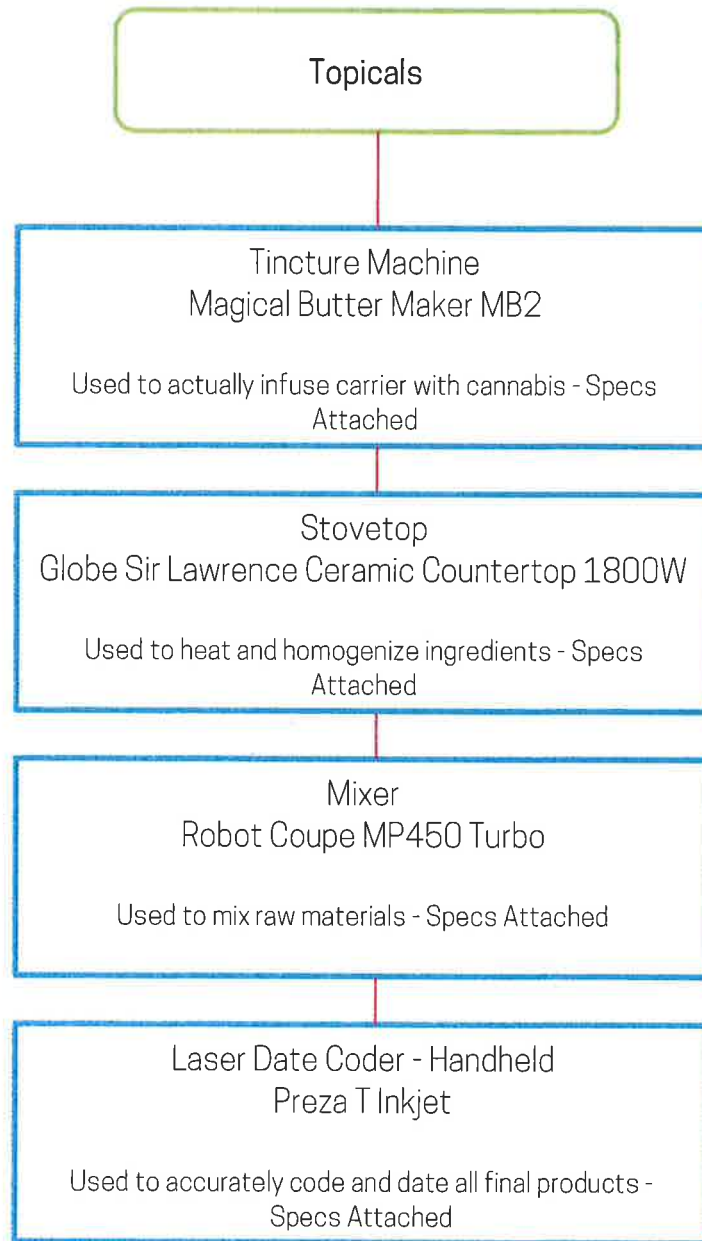 Topicals
Tincture Machine
Magical Butter Maker MB2
Used to actually infuse carrier with cannabis - Specs
Attached
Stovetop
Globe Sir Lawrence Ceramic Countertop 1800W
Used to heat and homogenize ingredients - Specs
Attached
Mixer
Robot Coupe MP450 Turbo
Used to mix raw materials - Specs Attached
Laser Date Coder - Handheld
Preza T Inkjet
Used to accurately code and date all final products -
Specs Attached